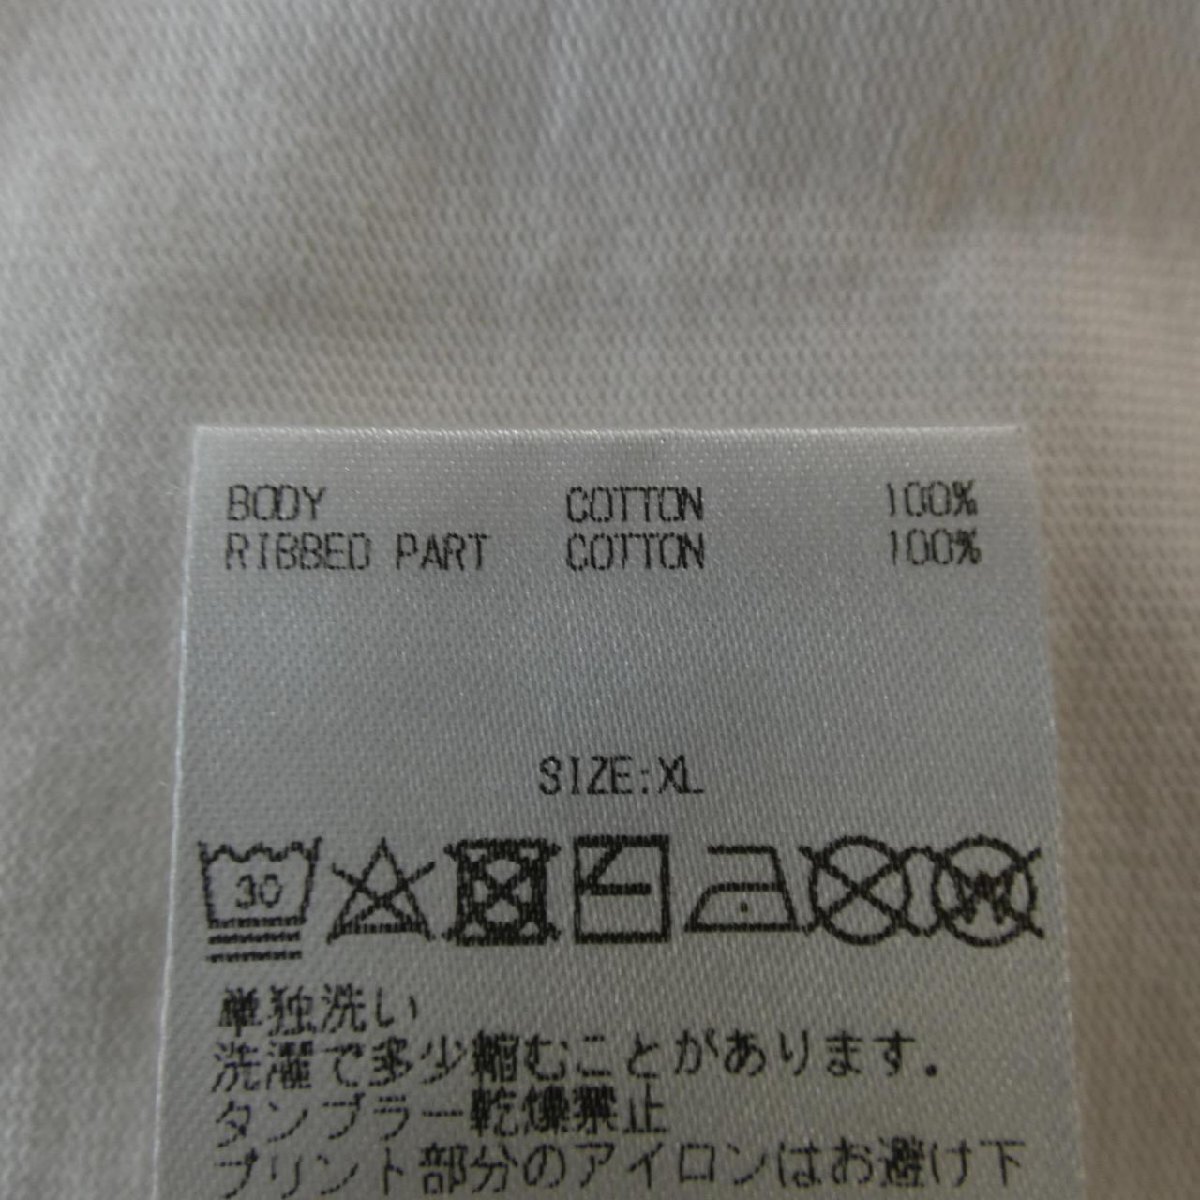 BODY COTTON 100%
RIBBED PART COTTON 100%
SIZE:XL
30 W
単独洗い
洗濯で多少縮むことがあります。
タンブラー乾燥禁止
プリント部分のアイロンはお避け下